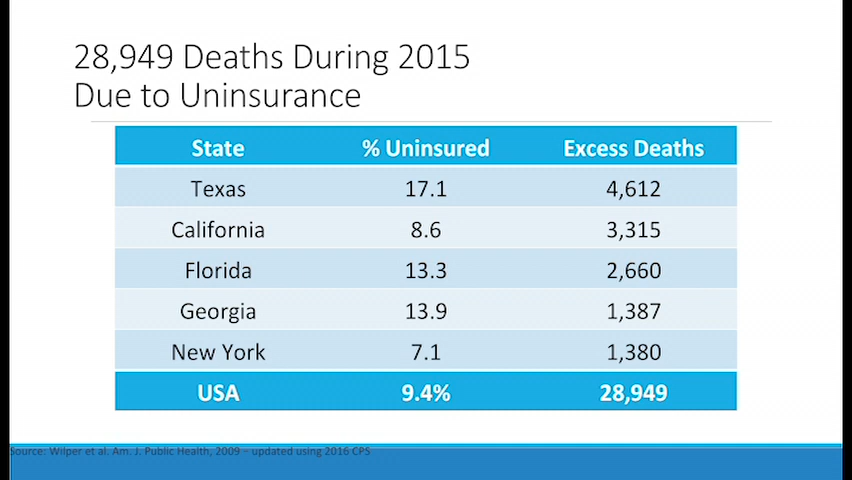 28,949 Deaths During 2015
Due to Uninsurance
State % Uninsured Excess Deaths
Texas 17.1 4,612
California 8.6 3,315
Florida 13.3 2,660
Georgia 13.9 1,387
New York 7.1 1,380
USA 9.4% 28,949
Source: Wilper et al. Am. J. Public Health, 2009 – updated using 2016 CPS